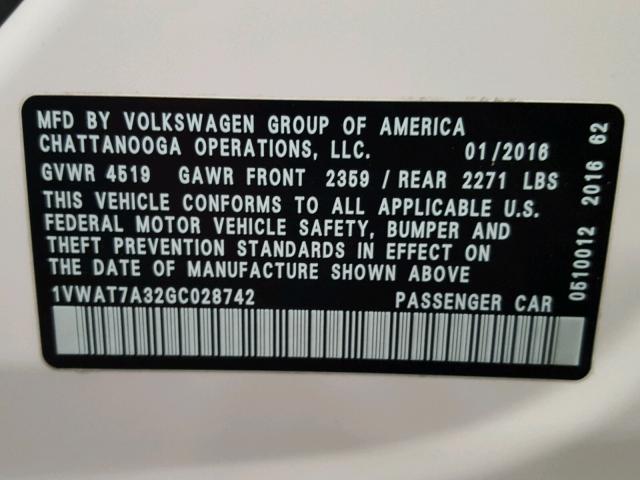 MFD BY VOLKSWAGEN GROUP OF AMERICA
CHATTANOOGA OPERATIONS, LLC. 01/2016
GVWR 4519 GAWR FRONT 2359 / REAR 2271 LBS
THIS VEHICLE CONFORMS TO ALL APPLICABLE U.S.
FEDERAL MOTOR VEHICLE SAFETY, BUMPER AND
THEFT PREVENTION STANDARDS IN EFFECT ON
THE DATE OF MANUFACTURE SHOWN ABOVE
1VWAT7A32GC028742 PASSENGER CAR
0510012 2016 62